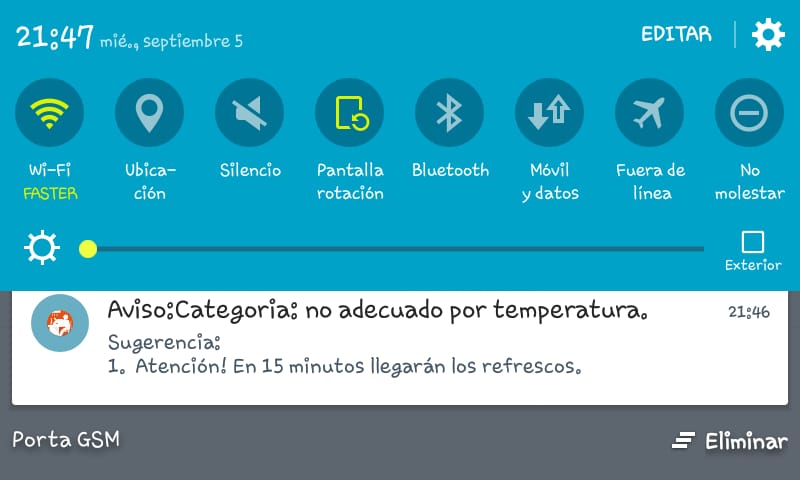 21:47 mié., septiembre 5
EDITAR
Wi-Fi
FASTER
Ubica-
ción
Silencio
Pantalla
rotación
Bluetooth
Móvil
y datos
Fuera de
línea
No
molestar
Exterior
Aviso:Categoria: no adecuado por temperatura.
21:46
Sugerencia:
1. Atención! En 15 minutos llegarán los refrescos.
Porta GSM
Eliminar